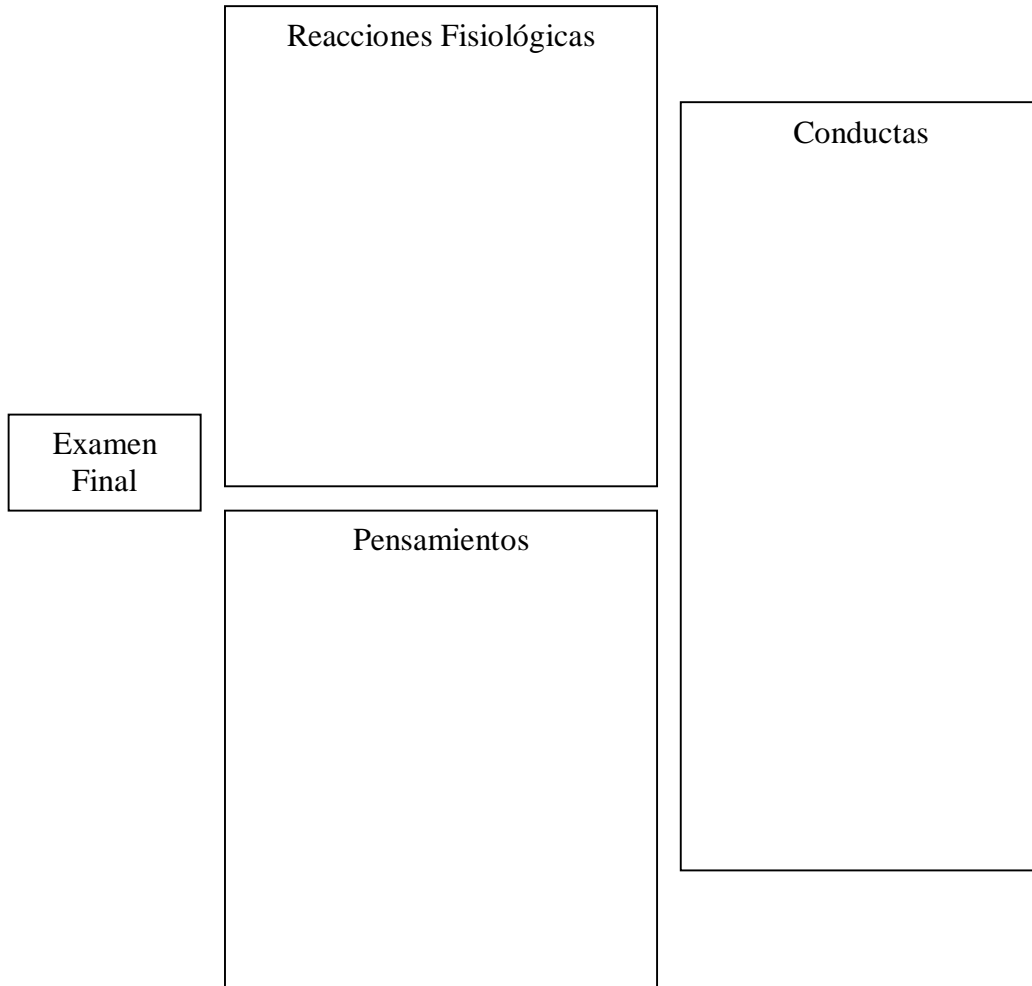 Reacciones Fisiológicas
Conductas
Examen
Final
Pensamientos